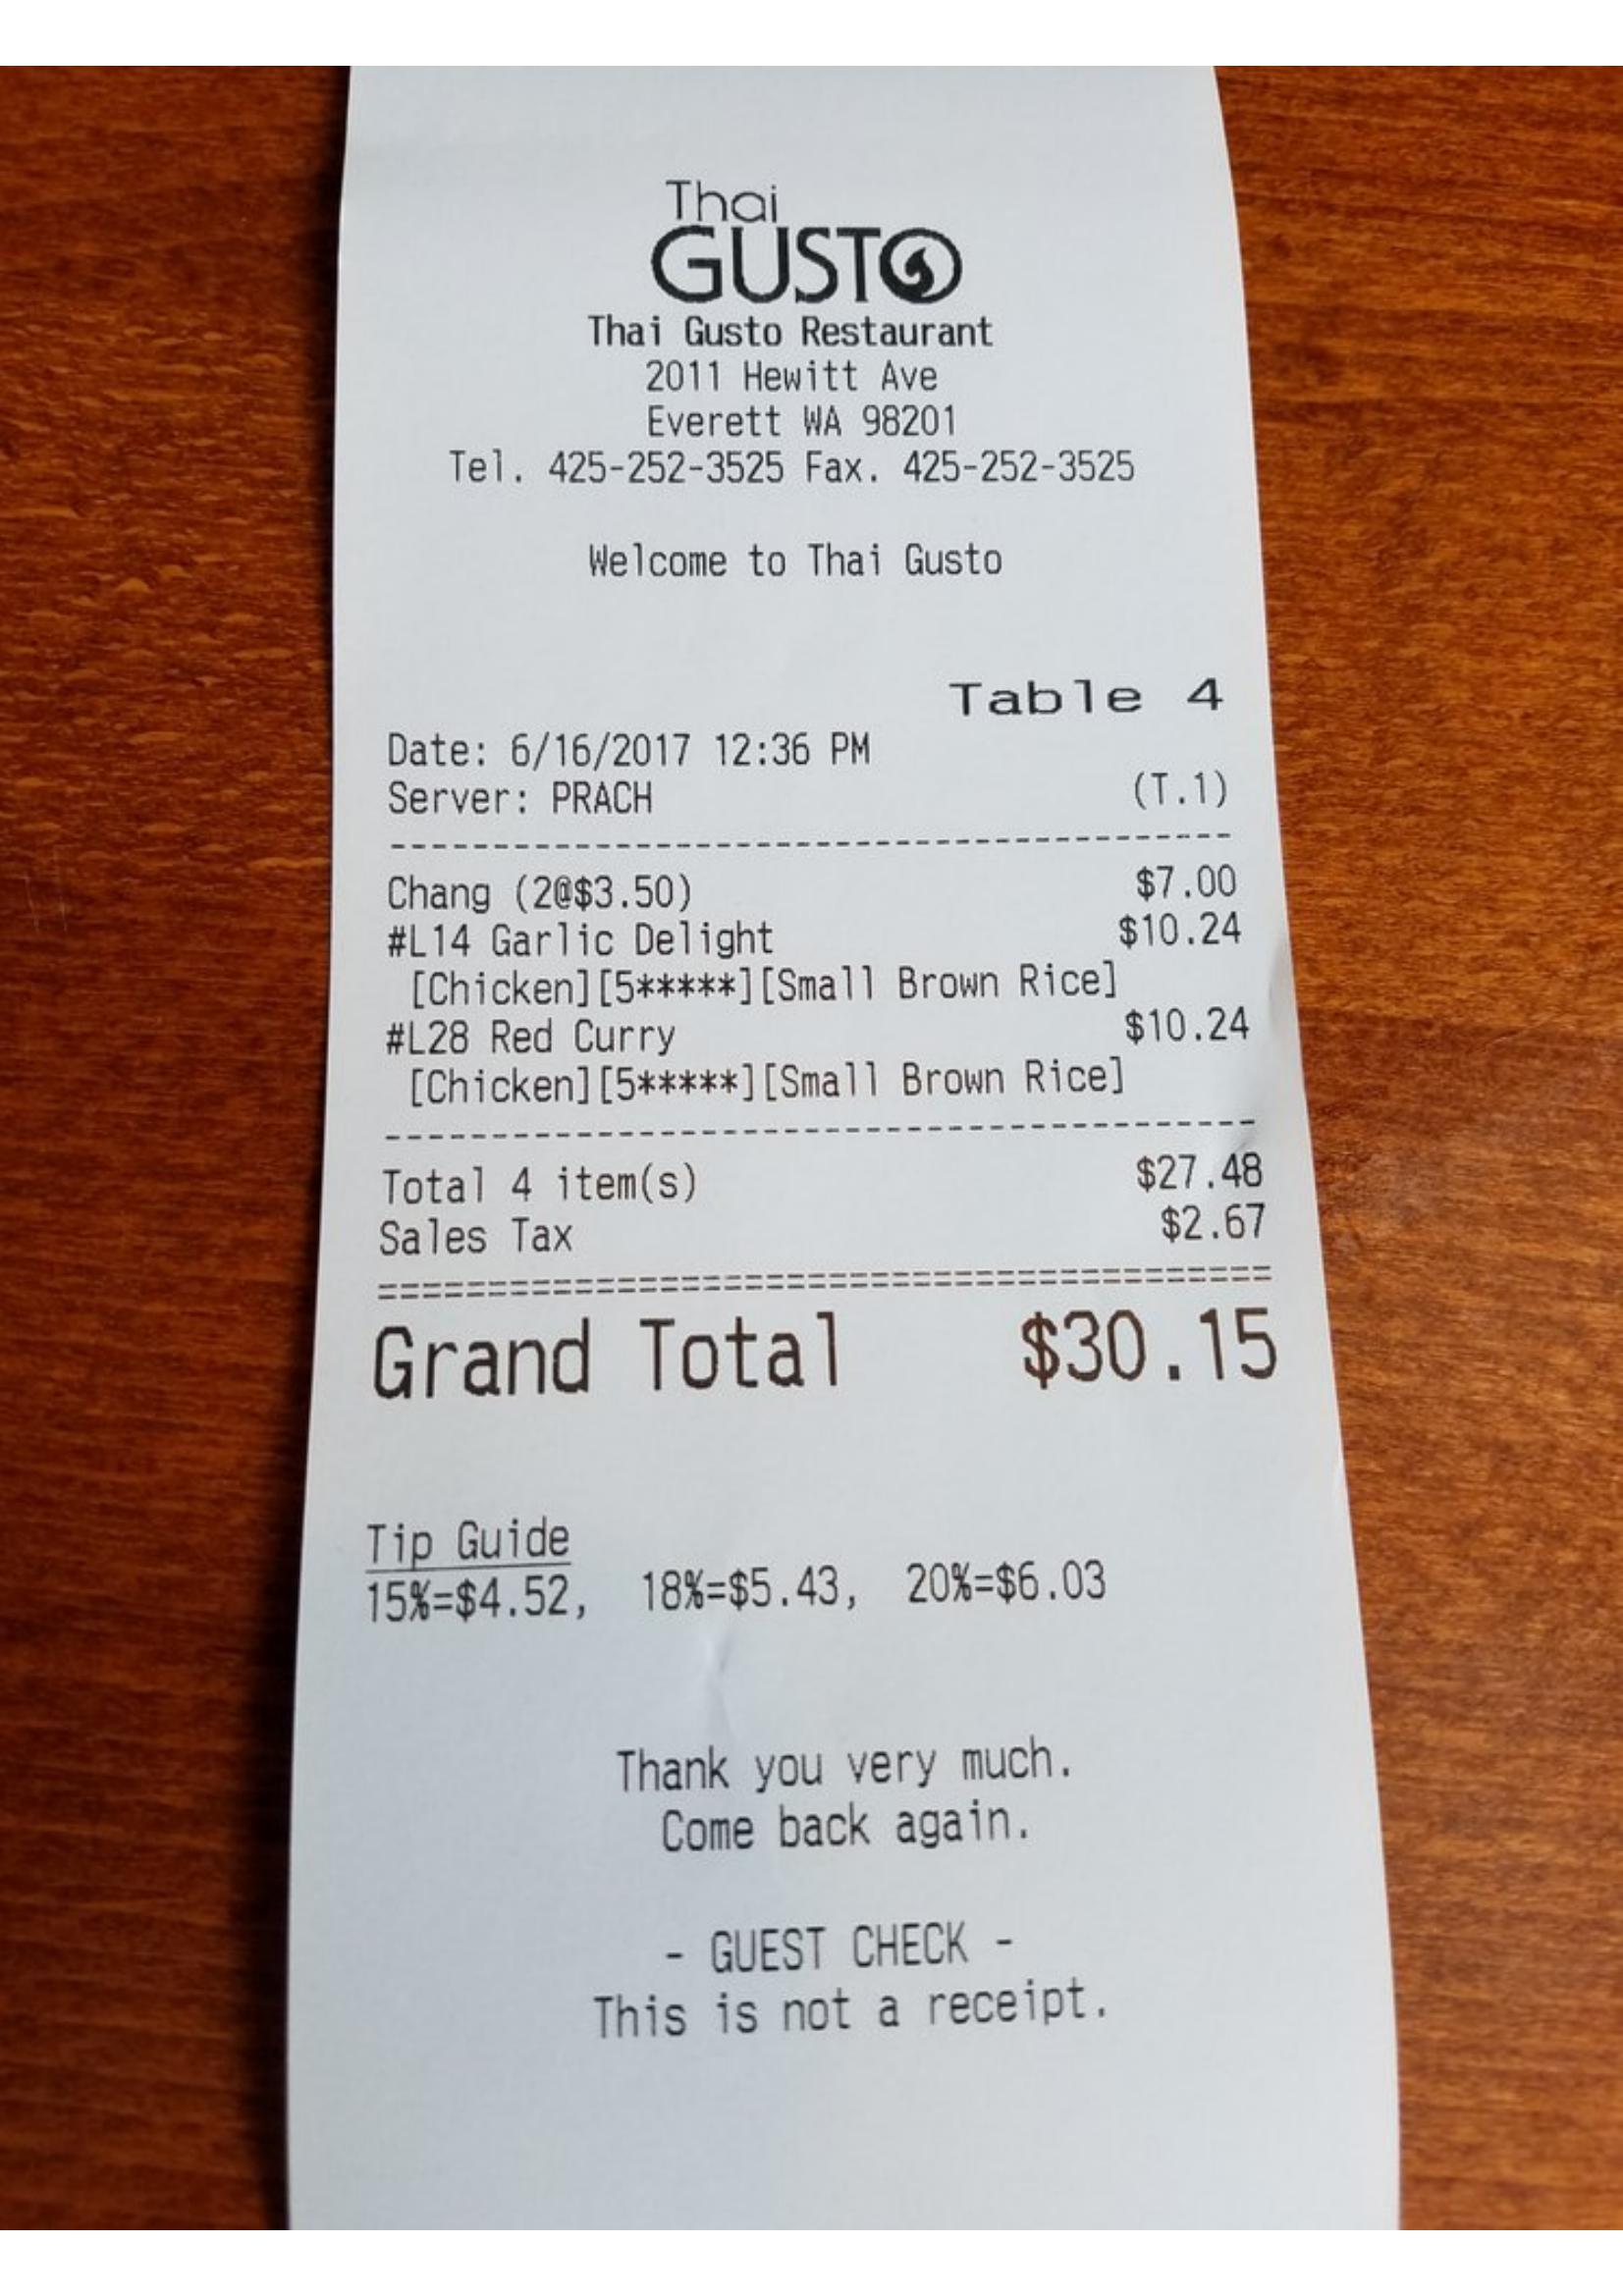 Thai
GUSTO
Thai Gusto Restaurant
2011 Hewitt Ave
Everett WA 98201
Tel. 425-252-3525 Fax. 425-252-3525
Welcome to Thai Gusto
Table 4
Date: 6/16/2017 12:36 PM
Server: PRACH (T.1)
Chang (2@$3.50) $7.00
#L14 Garlic Delight $10.24
[Chicken][5*****][Small Brown Rice]
#L28 Red Curry $10.24
[Chicken][5*****][Small Brown Rice]
Total 4 item(s) $27.48
Sales Tax $2.67
Grand Total $30.15
Tip Guide
15%=$4.52, 18%=$5.43, 20%=$6.03
Thank you very much.
Come back again.
- GUEST CHECK -
This is not a receipt.